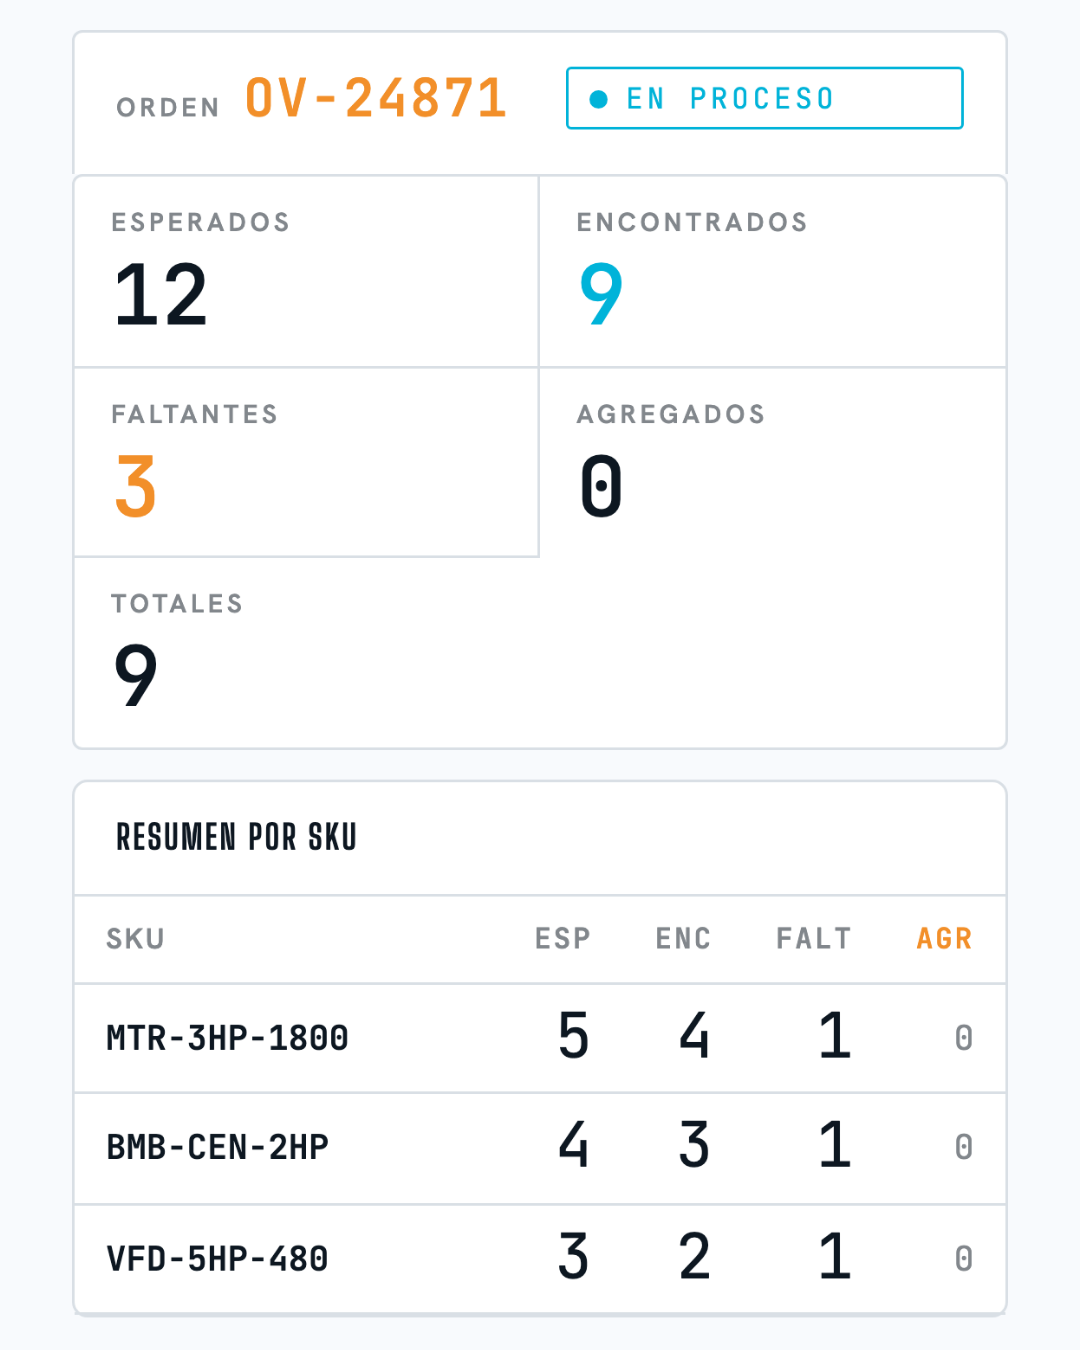 ORDEN OV-24871 EN PROCESO
ESPERADOS ENCONTRADOS
12 9
FALTANTES AGREGADOS
3 0
TOTALES
9
RESUMEN POR SKU
SKU ESP ENC FALT AGR
MTR-3HP-1800 5 4 1 0
BMB-CEN-2HP 4 3 1 0
VFD-5HP-480 3 2 1 0